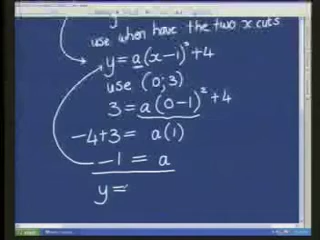 y
use when have the two x cuts
y = a(x-1)² + 4
use (0;3)
3 = a(0-1)² + 4
-4+3 = a(1)
-1 = a
y =